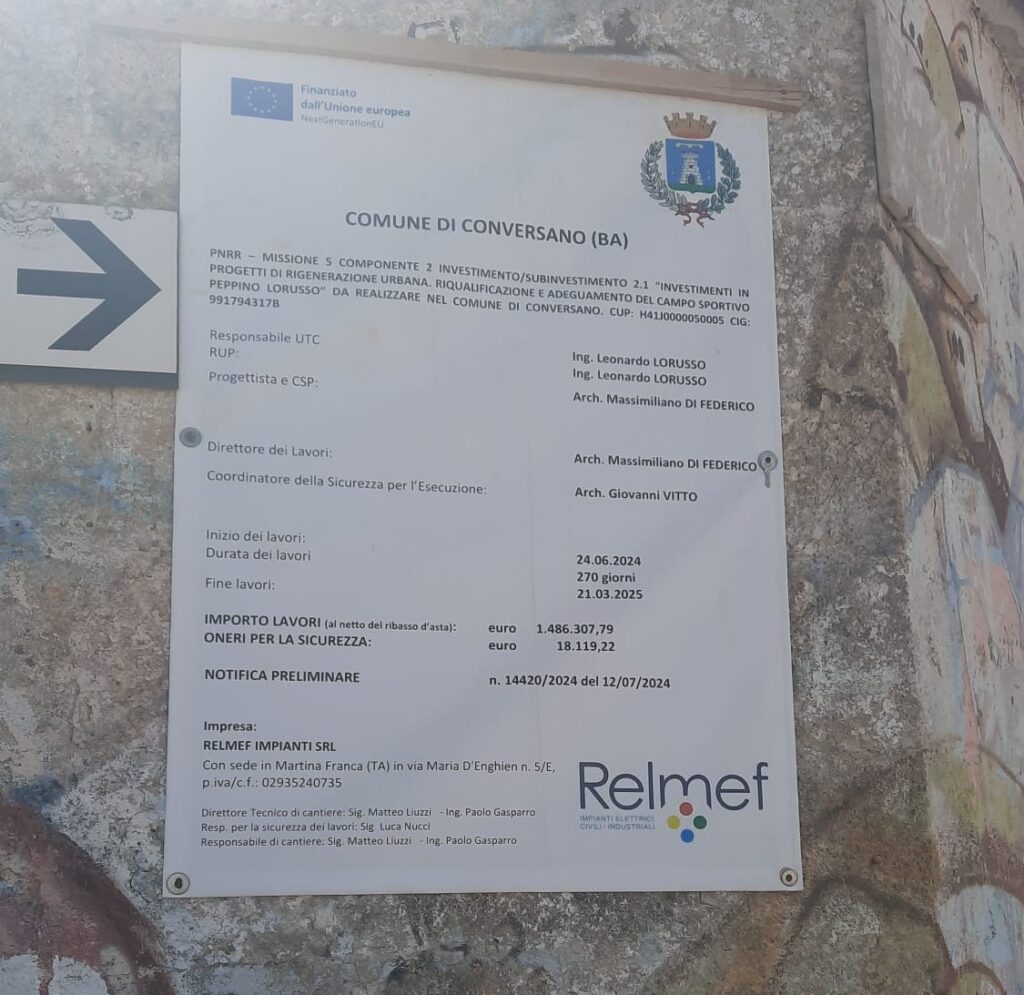 Finanziato
dall'Unione europea
NextGenerationEU
COMUNE DI CONVERSANO (BA)
PNRR – MISSIONE 5 COMPONENTE 2 INVESTIMENTO/SUBINVESTIMENTO 2.1 "INVESTIMENTI IN
PROGETTI DI RIGENERAZIONE URBANA. RIQUALIFICAZIONE E ADEGUAMENTO DEL CAMPO SPORTIVO
PEPPINO LORUSSO" DA REALIZZARE NEL COMUNE DI CONVERSANO. CUP: H41J0000050005 CIG:
991794317B
Responsabile UTC Ing. Leonardo LORUSSO
RUP: Ing. Leonardo LORUSSO
Progettista e CSP: Arch. Massimiliano DI FEDERICO
Direttore dei Lavori: Arch. Massimiliano DI FEDERICO
Coordinatore della Sicurezza per l'Esecuzione: Arch. Giovanni VITTO
Inizio dei lavori: 24.06.2024
Durata dei lavori 270 giorni
Fine lavori: 21.03.2025
IMPORTO LAVORI (al netto del ribasso d'asta): euro 1.486.307,79
ONERI PER LA SICUREZZA: euro 18.119,22
NOTIFICA PRELIMINARE n. 14420/2024 del 12/07/2024
Impresa:
RELMEF IMPIANTI SRL
Con sede in Martina Franca (TA) in via Maria D'Enghien n. 5/E,
p.iva/c.f.: 02935240735
Direttore Tecnico di cantiere: Sig. Matteo Liuzzi - Ing. Paolo Gasparro
Resp. per la sicurezza dei lavori: Sig. Luca Nucci
Responsabile di cantiere: Sig. Matteo Liuzzi - Ing. Paolo Gasparro
Relmef
IMPIANTI ELETTRICI
CIVILI - INDUSTRIALI